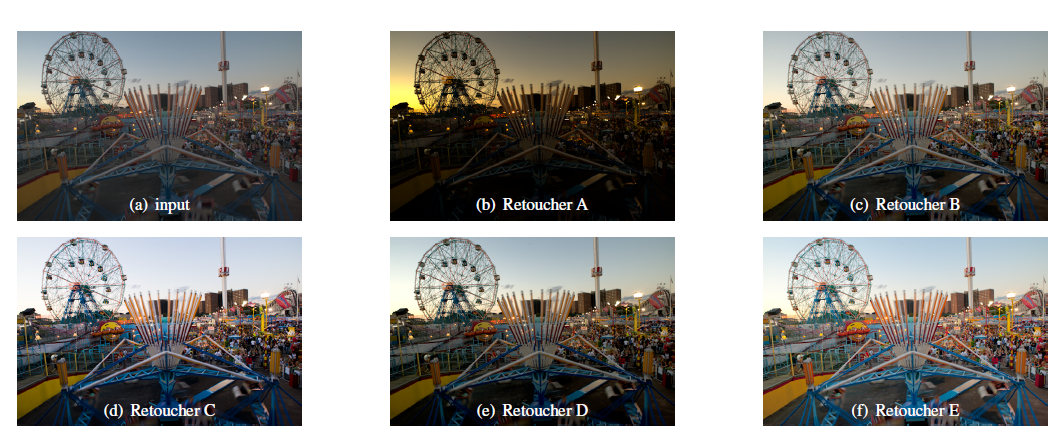 (a) input
(b) Retoucher A
(c) Retoucher B
(d) Retoucher C
(e) Retoucher D
(f) Retoucher E